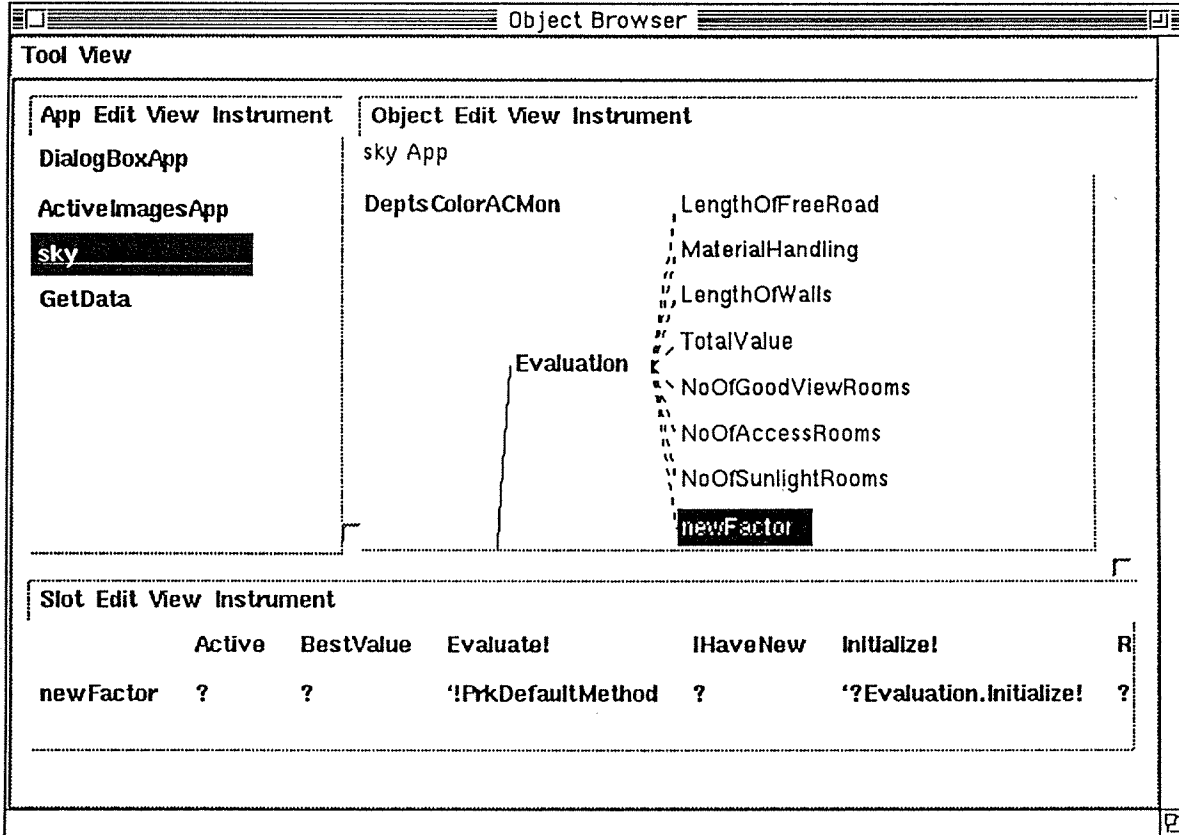 Object Browser
Tool View
App Edit View Instrument
DialogBoxApp
ActiveImagesApp
sky
GetData
Object Edit View Instrument
sky App
DeptsColorACMon
Evaluation
LengthOfFreeRoad
MaterialHandling
LengthOfWalls
TotalValue
NoOfGoodViewRooms
NoOfAccessRooms
NoOfSunlightRooms
newFactor
Slot Edit View Instrument
Active BestValue Evaluate! IHaveNew Initialize! R
newFactor ? ? '!PrkDefaultMethod ? '?Evaluation.Initialize! ?